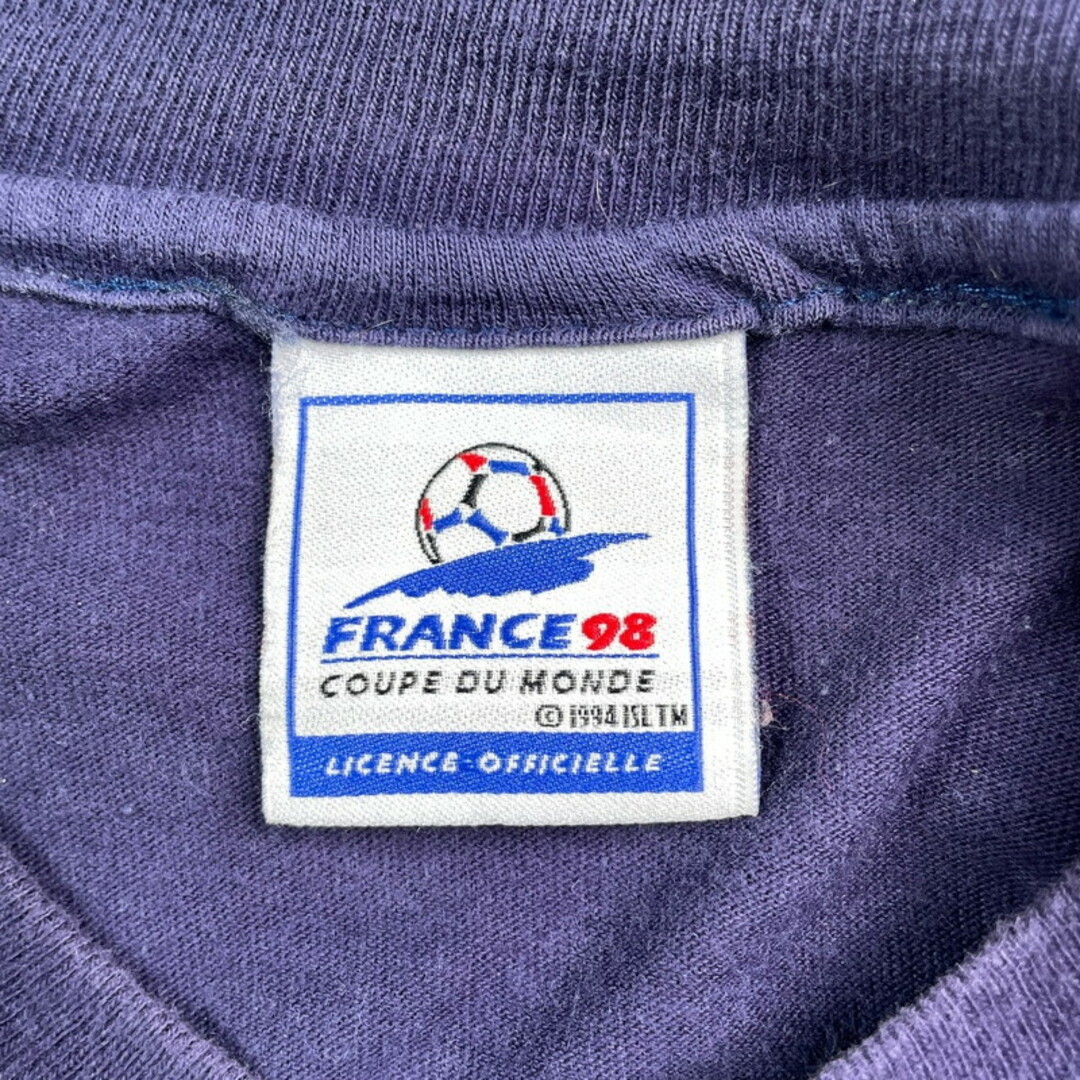 FRANCE 98
COUPE DU MONDE
© 1994 ISL TM
LICENCE-OFFICIELLE